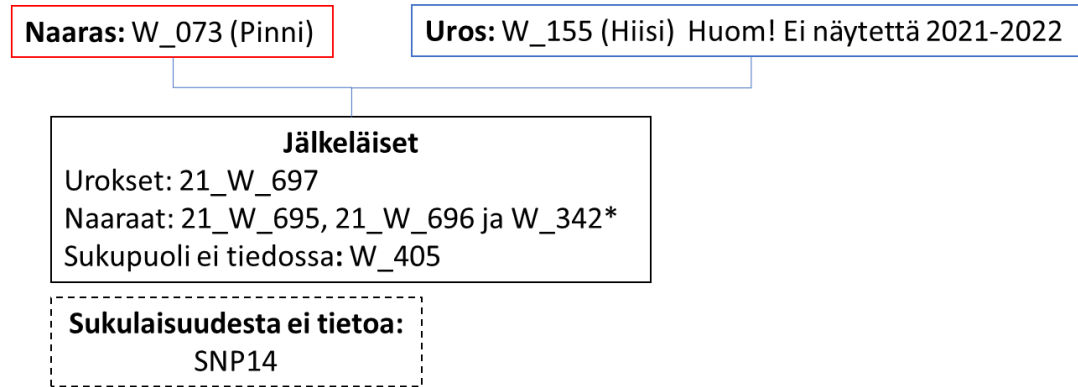 Naaras: W_073 (Pinni)
Uros: W_155 (Hiisi) Huom! Ei näytettä 2021-2022
Jälkeläiset
Urokset: 21_W_697
Naaraat: 21_W_695, 21_W_696 ja W_342*
Sukupuoli ei tiedossa: W_405
Sukulaisuudesta ei tietoa:
SNP14